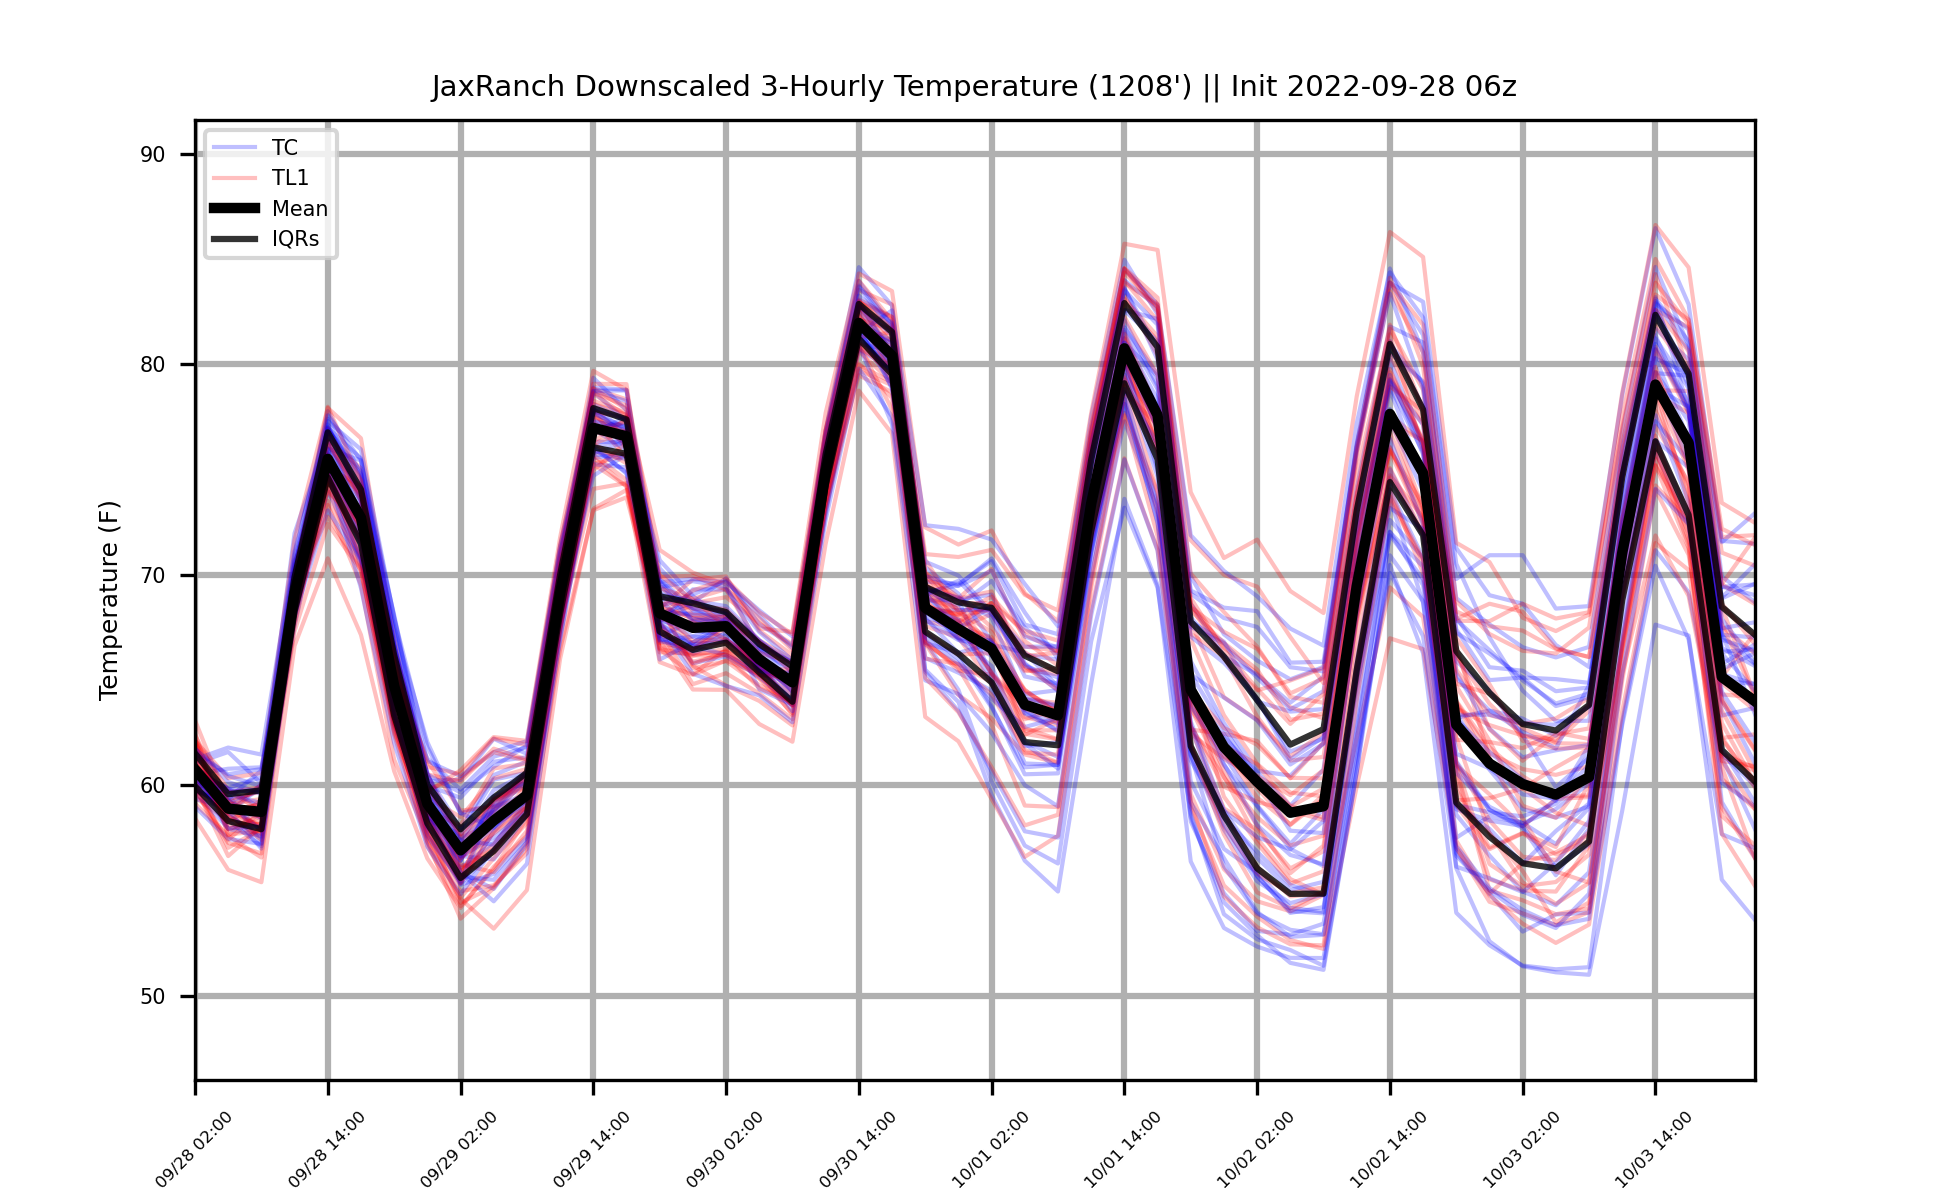 JaxRanch Downscaled 3-Hourly Temperature (1208') || Init 2022-09-28 06z
TC
TL1
Mean
IQRs
90
80
70
60
50
Temperature (F)
09/28 02:00
09/28 14:00
09/29 02:00
09/29 14:00
09/30 02:00
09/30 14:00
10/01 02:00
10/01 14:00
10/02 02:00
10/02 14:00
10/03 02:00
10/03 14:00